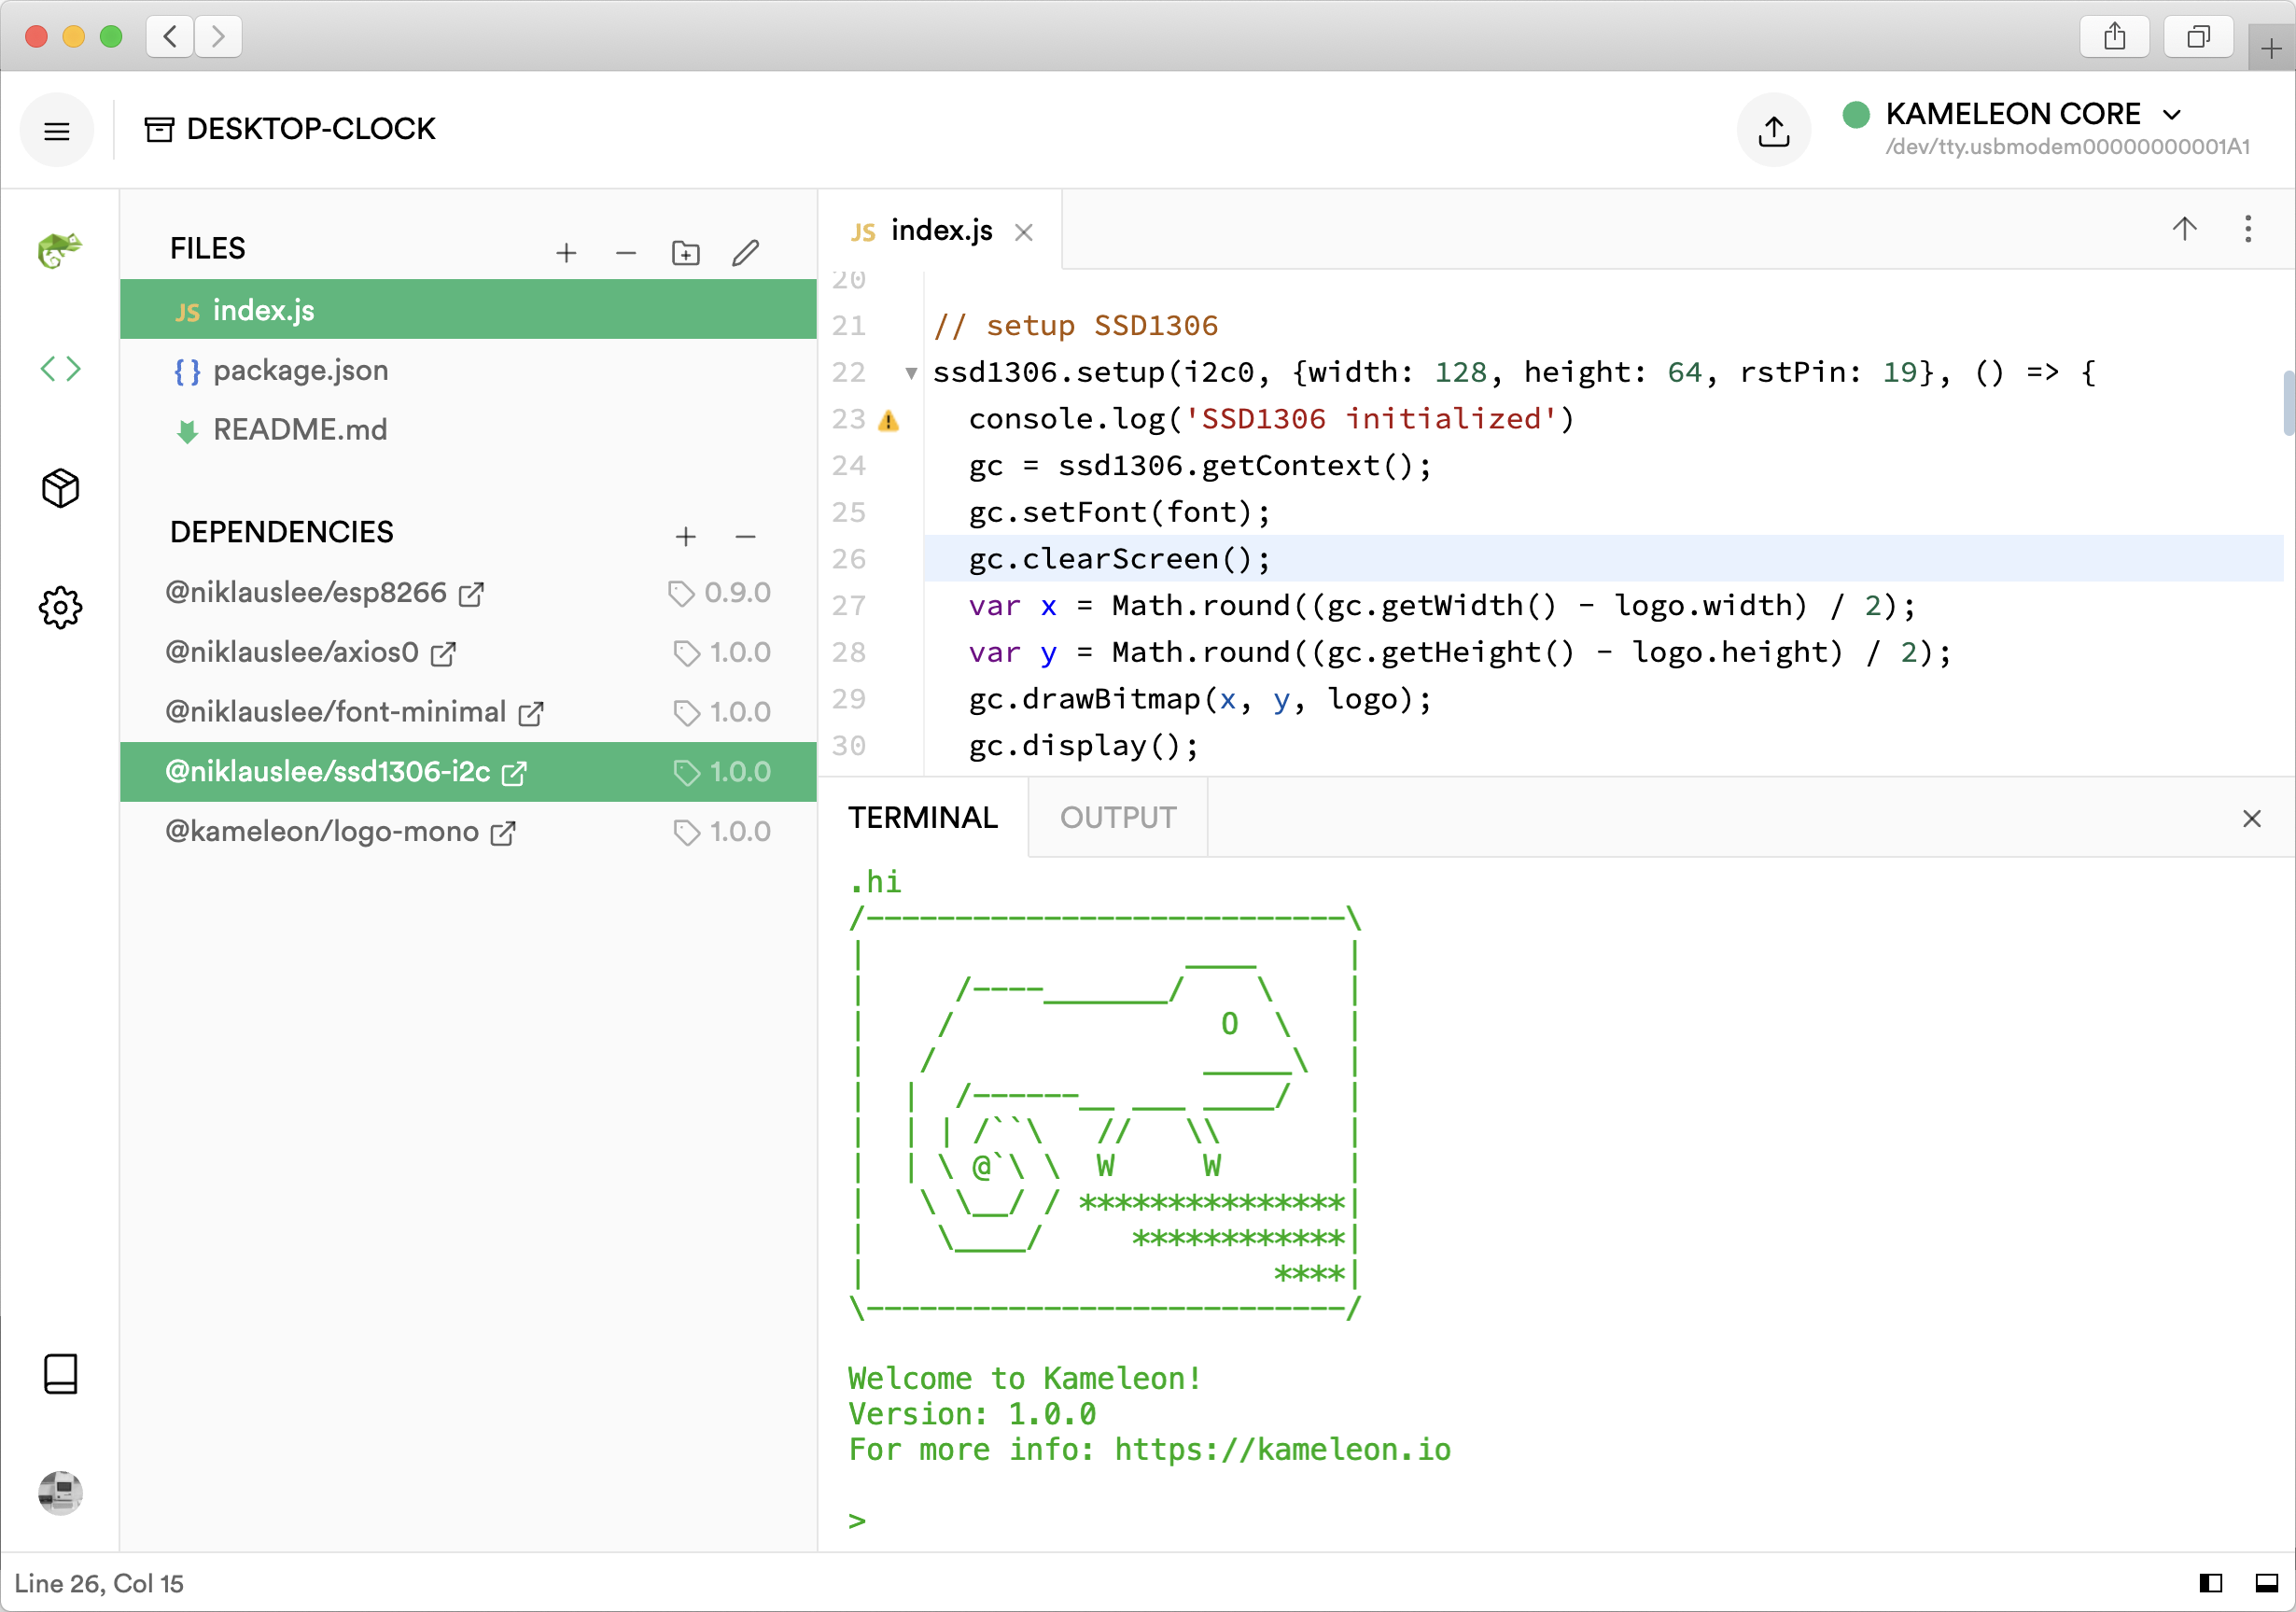 DESKTOP-CLOCK
KAMELEON CORE
/dev/tty.usbmodem00000000001A1
FILES
JS index.js
{} package.json
README.md
DEPENDENCIES
@niklauslee/esp8266 0.9.0
@niklauslee/axios0 1.0.0
@niklauslee/font-minimal 1.0.0
@niklauslee/ssd1306-i2c 1.0.0
@kameleon/logo-mono 1.0.0
JS index.js
20
21 // setup SSD1306
22 ssd1306.setup(i2c0, {width: 128, height: 64, rstPin: 19}, () => {
23   console.log('SSD1306 initialized')
24   gc = ssd1306.getContext();
25   gc.setFont(font);
26   gc.clearScreen();
27   var x = Math.round((gc.getWidth() - logo.width) / 2);
28   var y = Math.round((gc.getHeight() - logo.height) / 2);
29   gc.drawBitmap(x, y, logo);
30   gc.display();
TERMINAL OUTPUT
.hi
/---------------------------\
|                           |
|                  ____     |
|     /----_______/    \    |
|    /               O  \   |
|   /               _____\  |
|  |  /------__ ___ ____/   |
|  | | /``\   //   \\       |
|  | \ @`\ \  W     W       |
|   \ \__/ / ***************|
|    \____/     ************|
|                       ****|
\---------------------------/
Welcome to Kameleon!
Version: 1.0.0
For more info: https://kameleon.io
>
Line 26, Col 15